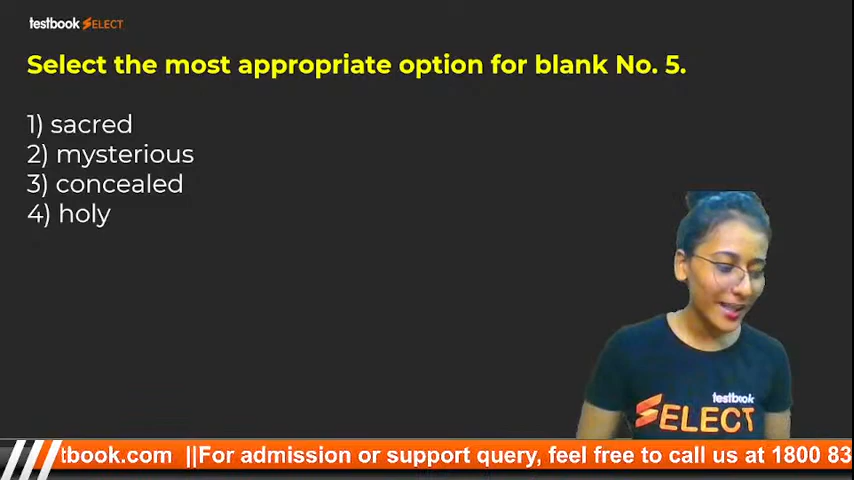 testbook SELECT
Select the most appropriate option for blank No. 5.
1) sacred
2) mysterious
3) concealed
4) holy
testbook
SELECT
tbook.com ||For admission or support query, feel free to call us at 1800 83